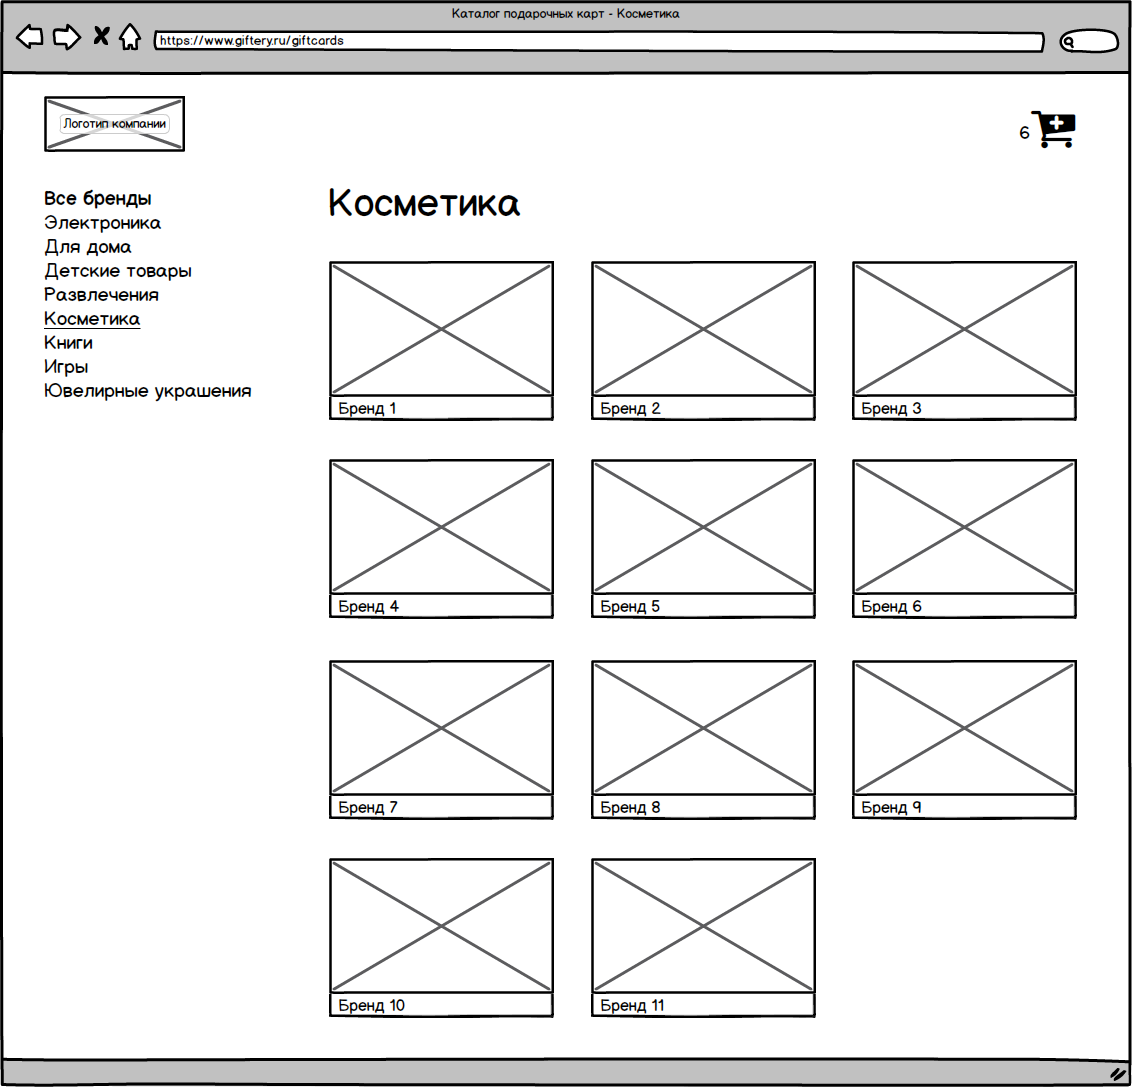 Каталог подарочных карт - Косметика
https://www.giftery.ru/giftcards
Логотип компании
6
Все бренды
Электроника
Для дома
Детские товары
Развлечения
Косметика
Книги
Игры
Ювелирные украшения
Косметика
Бренд 1
Бренд 2
Бренд 3
Бренд 4
Бренд 5
Бренд 6
Бренд 7
Бренд 8
Бренд 9
Бренд 10
Бренд 11